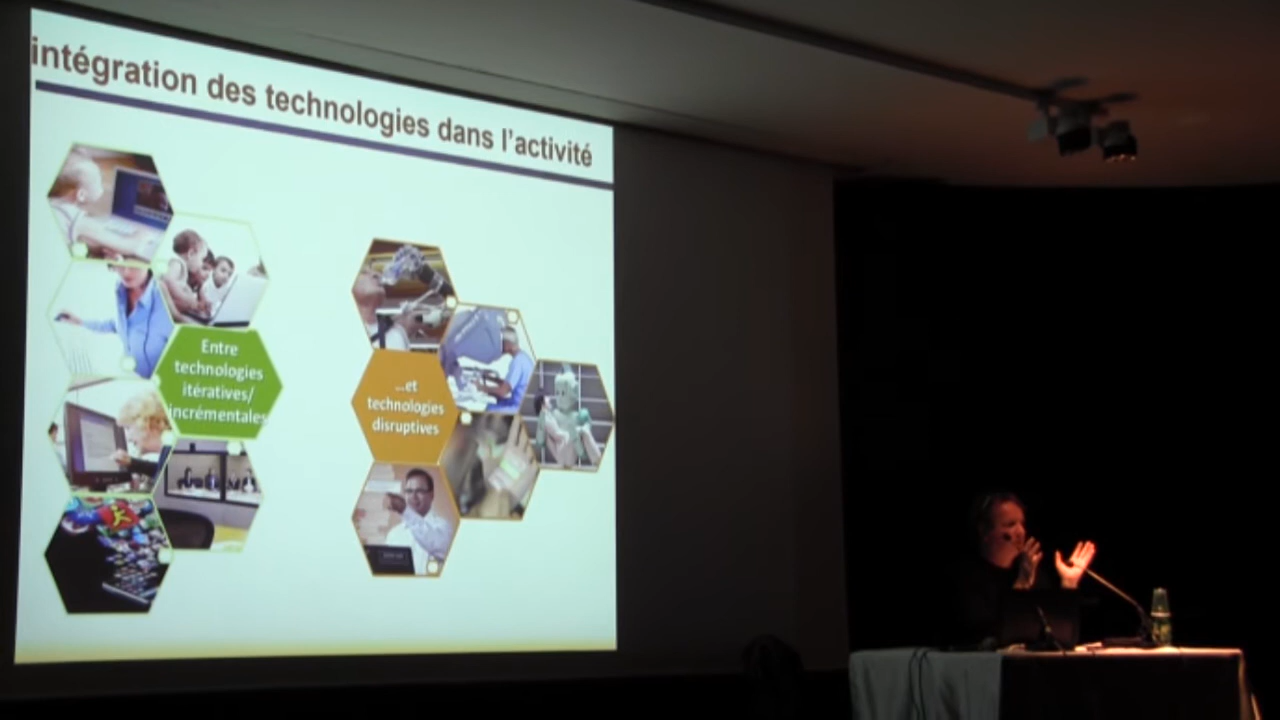 intégration des technologies dans l'activité
Entre
technologies
itératives/
incrémentales
...et
technologies
disruptives